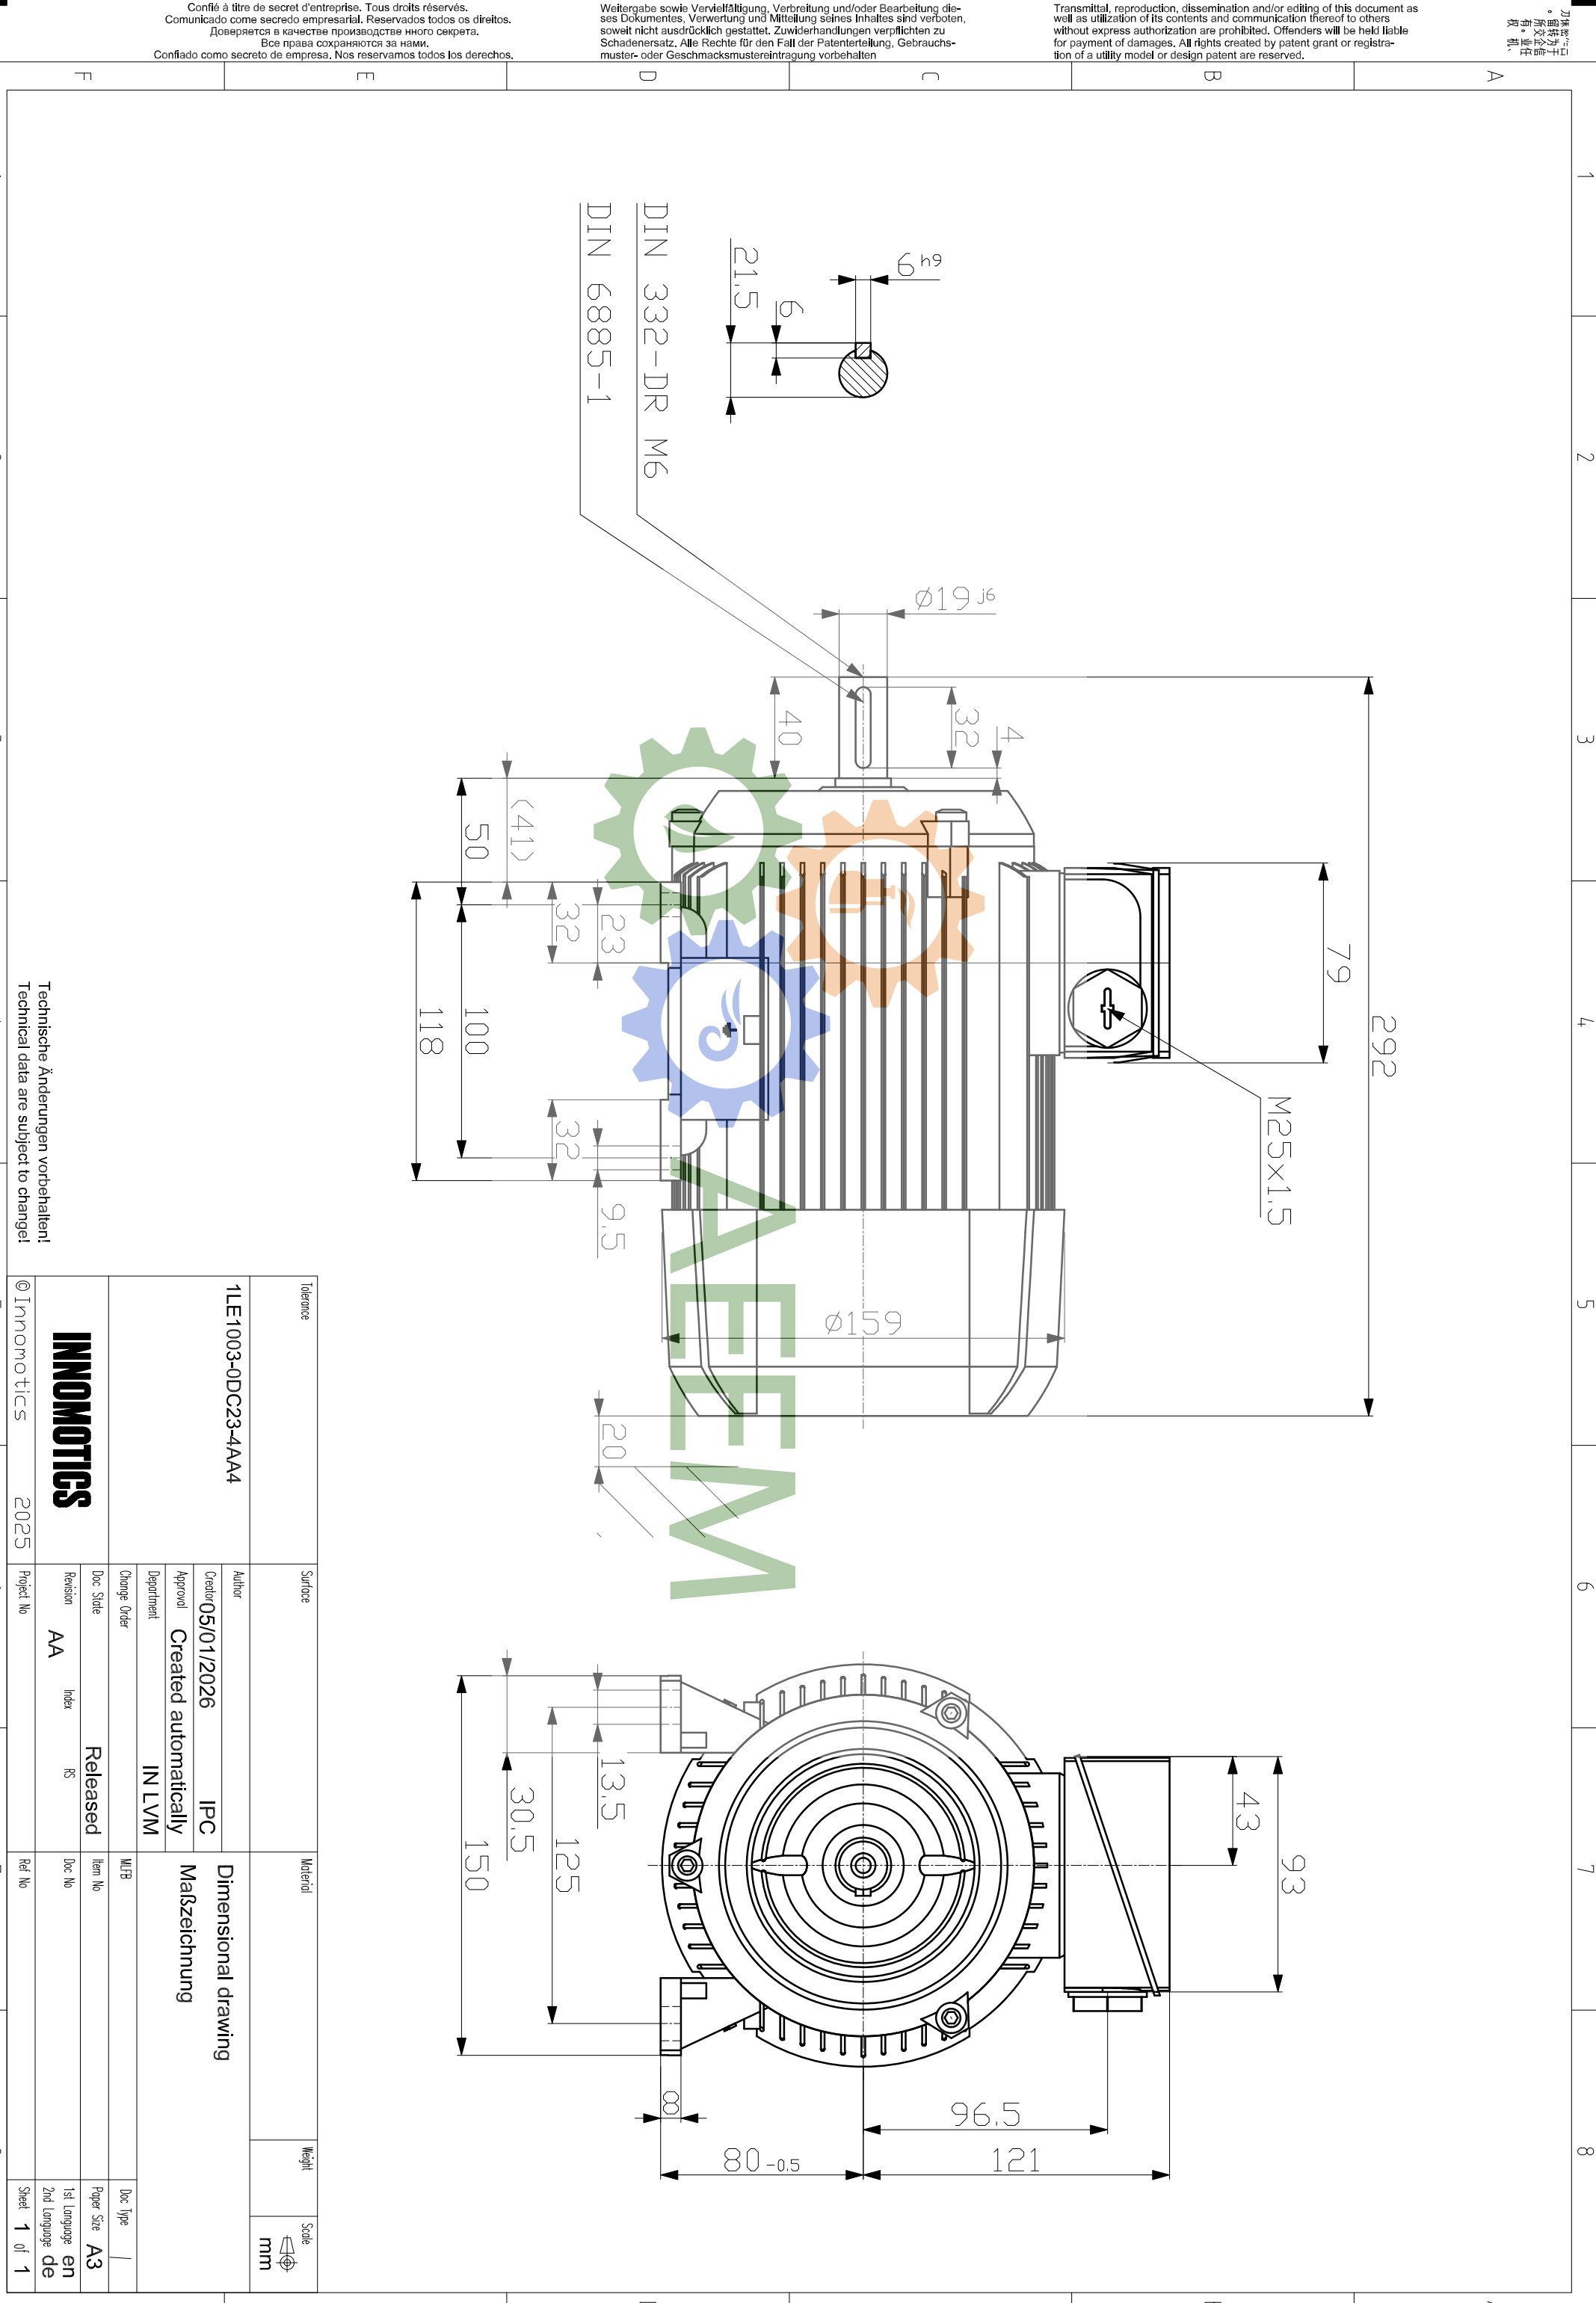 Confié à titre de secret d'entreprise. Tous droits réservés.
Comunicado como secredo empresarial. Reservados todos os direitos.
Доверяется в качестве производстве нного секрета.
Все права сохраняются за нами.
Confiado como secreto de empresa. Nos reservamos todos los derechos.
Weitergabe sowie Vervielfältigung, Verbreitung und/oder Bearbeitung die-
ses Dokumentes, Verwertung und Mitteilung seines Inhaltes sind verboten,
soweit nicht ausdrücklich gestattet. Zuwiderhandlungen verpflichten zu
Schadenersatz. Alle Rechte für den Fall der Patenterteilung, Gebrauchs-
muster- oder Geschmacksmustereintragung vorbehalten
Transmittal, reproduction, dissemination and/or editing of this document as
well as utilization of its contents and communication thereof to others
without express authorization are prohibited. Offenders will be held liable
for payment of damages. All rights created by patent grant or registra-
tion of a utility model or design patent are reserved.
F
E
D
C
B
A
1
2
3
4
5
6
7
8
6 h9
6
21.5
DIN 332-DR M6
DIN 6885-1
Ø19 j6
40
32
4
292
79
M25x1.5
(41)
50
32
23
100
118
32
9.5
Ø159
20
AEEM
43
93
13.5
30.5
125
150
8
80 -0.5
96.5
121
Technische Änderungen vorbehalten!
Technical data are subject to change!
Tolerance
Surface
Material
Weight
Scale
mm
1LE1003-0DC23-4AA4
Author
Creator 05/01/2026 IPC
Approval Created automatically
Department IN LVM
Change Order
Doc State Released
Revision AA Index RS
Project No
Dimensional drawing
Maßzeichnung
MLFB
Item No
Doc No
Ref No
Doc Type /
Paper Size A3
1st Language en
2nd Language de
Sheet 1 of 1
INNOMOTICS
© Innomotics 2025